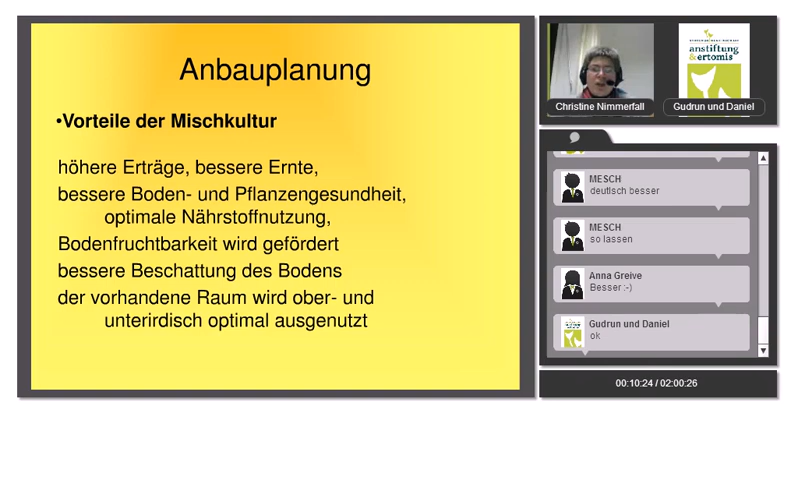 Anbauplanung
•Vorteile der Mischkultur
höhere Erträge, bessere Ernte,
bessere Boden- und Pflanzengesundheit,
optimale Nährstoffnutzung,
Bodenfruchtbarkeit wird gefördert
bessere Beschattung des Bodens
der vorhandene Raum wird ober- und
unterirdisch optimal ausgenutzt
Christine Nimmerfall
anstiftung
&ertomis
Gudrun und Daniel
MESCH
deutlsch besser
MESCH
so lassen
Anna Greive
Besser :-)
Gudrun und Daniel
ok
00:10:24 / 02:00:26